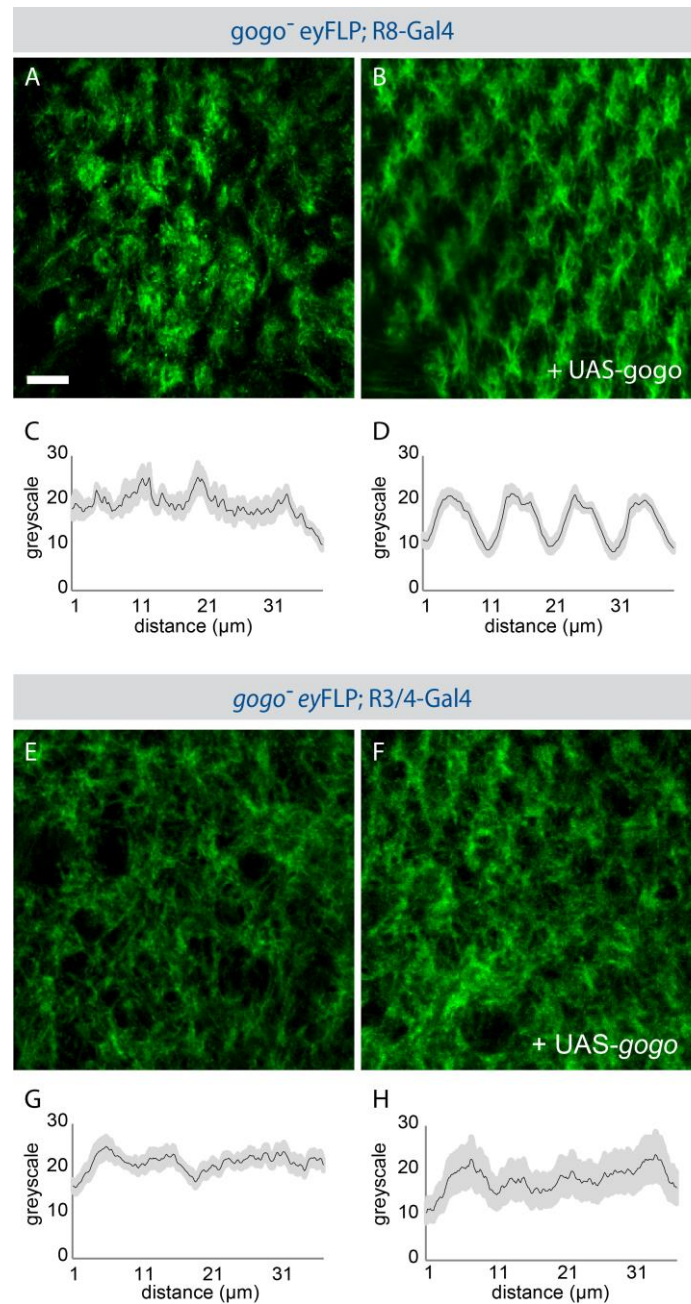 gogo⁻ eyFLP; R8-Gal4
A
B
+ UAS-gogo
C
D
30
20
10
0
greyscale
1 11 21 31
distance (µm)
30
20
10
0
greyscale
1 11 21 31
distance (µm)
gogo⁻ eyFLP; R3/4-Gal4
E
F
+ UAS-gogo
G
H
30
20
10
0
greyscale
1 11 21 31
distance (µm)
30
20
10
0
greyscale
1 11 21 31
distance (µm)